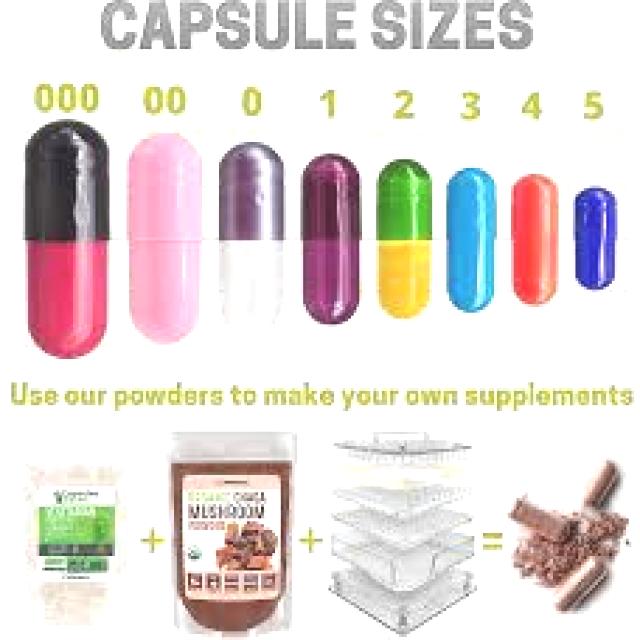 CAPSULE SIZES
000 00 0 1 2 3 4 5
Use our powders to make your own supplements
+ + =
CHAGA
MUSHROOM